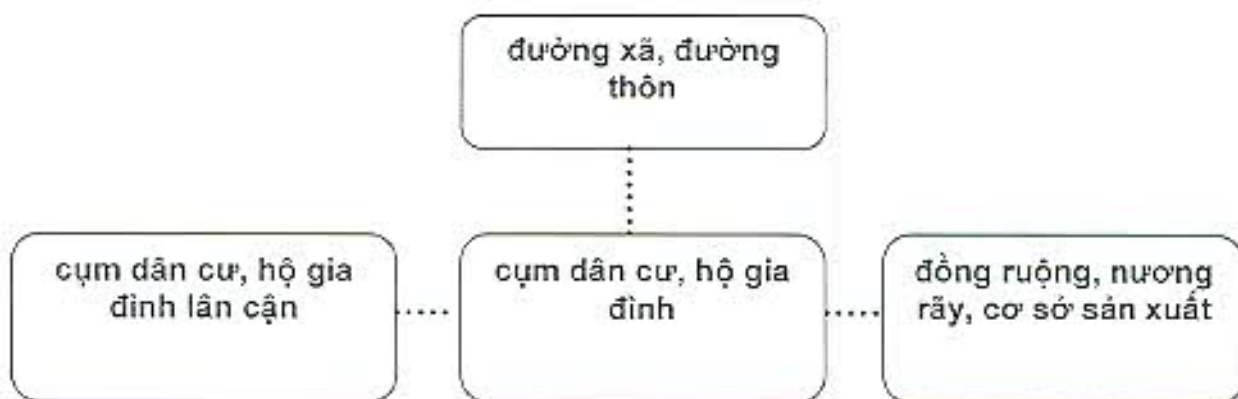 đường xã, đường
thôn
cụm dân cư, hộ gia
đình lân cận
cụm dân cư, hộ gia
đình
đồng ruộng, nương
rãy, cơ sở sản xuất